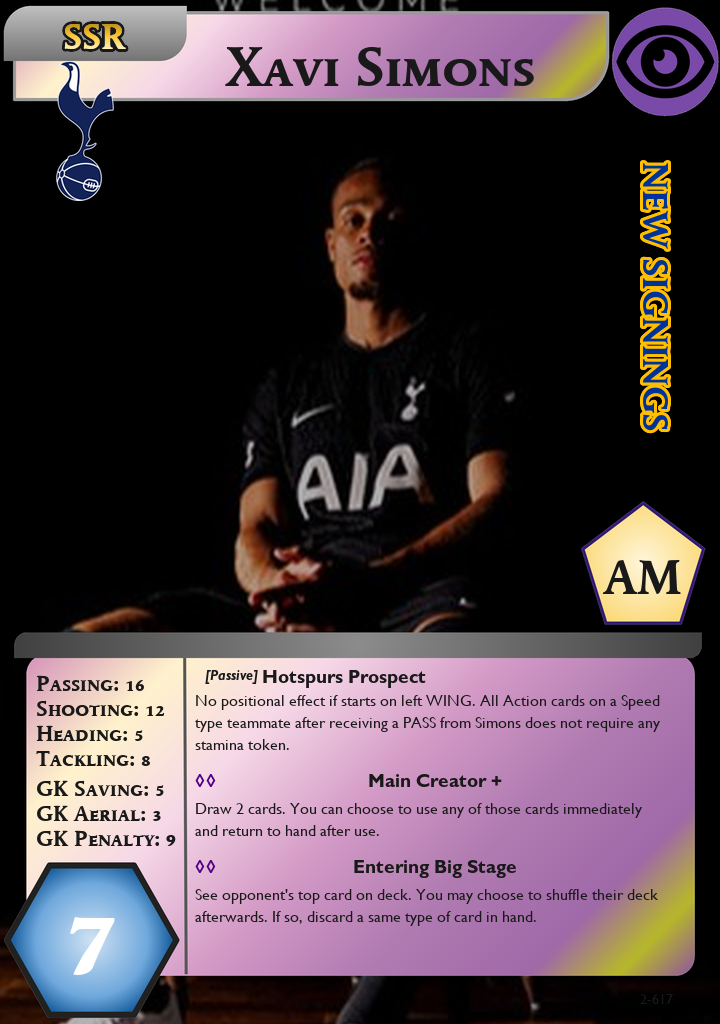 WELCOME
SSR
Xavi Simons
NEW SIGNINGS
AIA
AM
Passing: 16
Shooting: 12
Heading: 5
Tackling: 8
GK Saving: 5
GK Aerial: 3
GK Penalty: 9
7
[Passive] Hotspurs Prospect
No positional effect if starts on left WING. All Action cards on a Speed
type teammate after receiving a PASS from Simons does not require any
stamina token.
◊◊ Main Creator +
Draw 2 cards. You can choose to use any of those cards immediately
and return to hand after use.
◊◊ Entering Big Stage
See opponent's top card on deck. You may choose to shuffle their deck
afterwards. If so, discard a same type of card in hand.
2-617